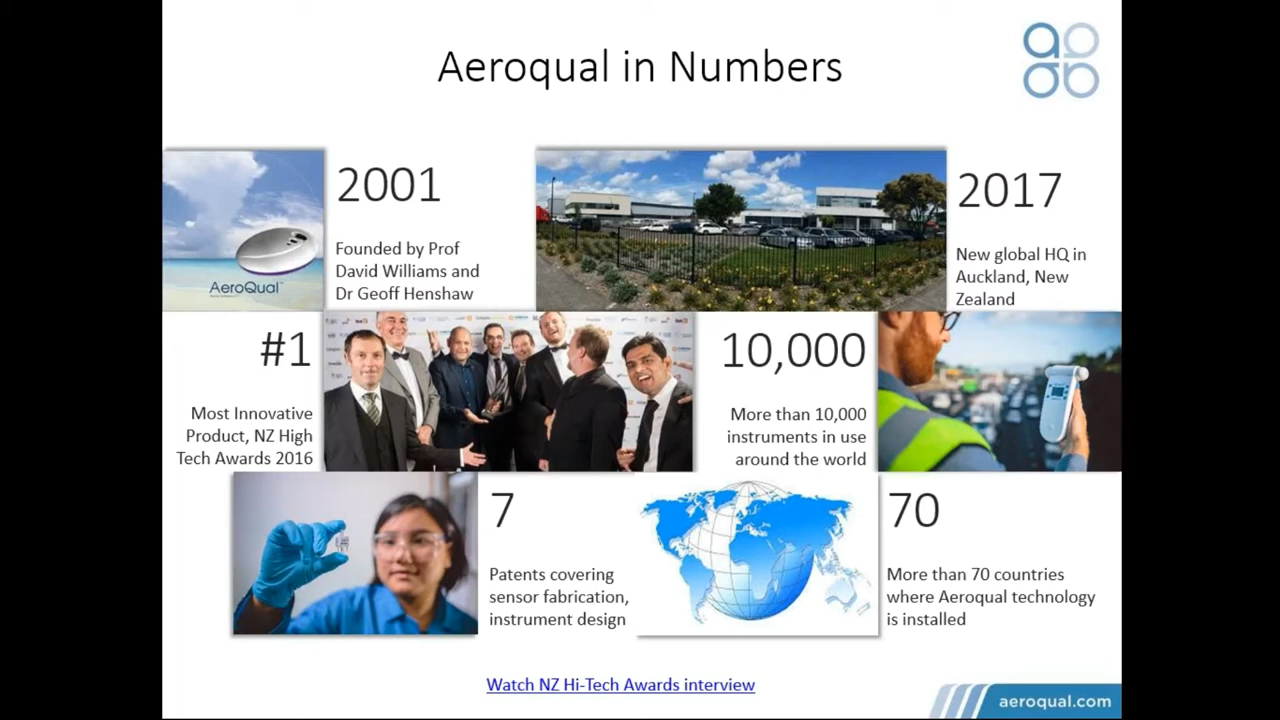 Aeroqual in Numbers
2001
Founded by Prof
David Williams and
Dr Geoff Henshaw
AeroQual
2017
New global HQ in
Auckland, New
Zealand
#1
Most Innovative
Product, NZ High
Tech Awards 2016
10,000
More than 10,000
instruments in use
around the world
7
Patents covering
sensor fabrication,
instrument design
70
More than 70 countries
where Aeroqual technology
is installed
Watch NZ Hi-Tech Awards interview
aeroqual.com